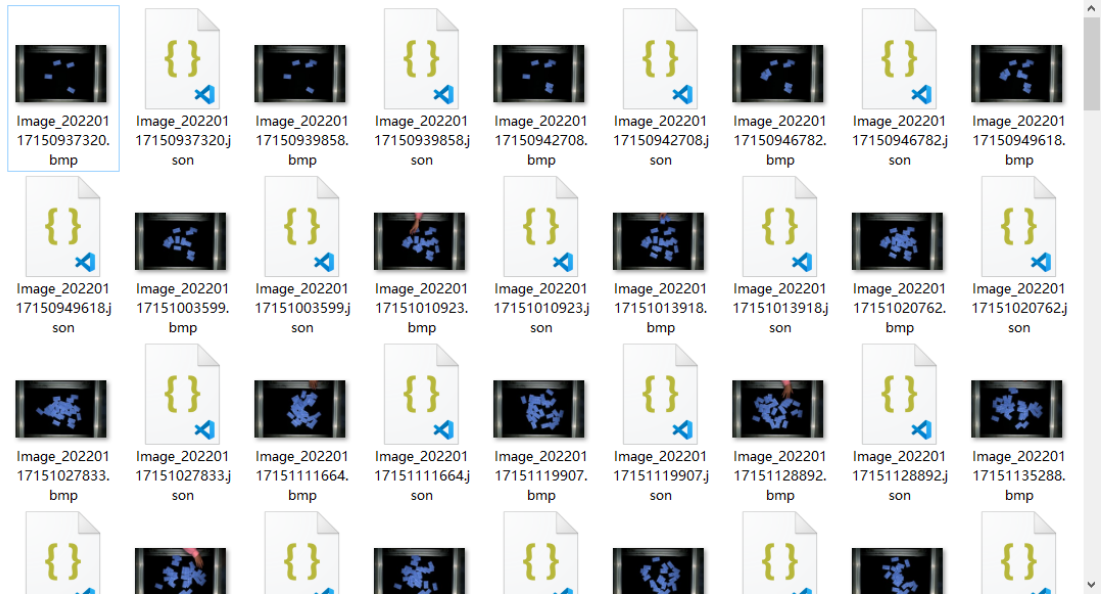 Image_202201
17150937320.
bmp
Image_202201
17150937320.j
son
Image_202201
17150939858.
bmp
Image_202201
17150939858.j
son
Image_202201
17150942708.
bmp
Image_202201
17150942708.j
son
Image_202201
17150946782.
bmp
Image_202201
17150946782.j
son
Image_202201
17150949618.
bmp
Image_202201
17150949618.j
son
Image_202201
17151003599.
bmp
Image_202201
17151003599.j
son
Image_202201
17151010923.
bmp
Image_202201
17151010923.j
son
Image_202201
17151013918.
bmp
Image_202201
17151013918.j
son
Image_202201
17151020762.
bmp
Image_202201
17151020762.j
son
Image_202201
17151027833.
bmp
Image_202201
17151027833.j
son
Image_202201
17151111664.
bmp
Image_202201
17151111664.j
son
Image_202201
17151119907.
bmp
Image_202201
17151119907.j
son
Image_202201
17151128892.
bmp
Image_202201
17151128892.j
son
Image_202201
17151135288.
bmp